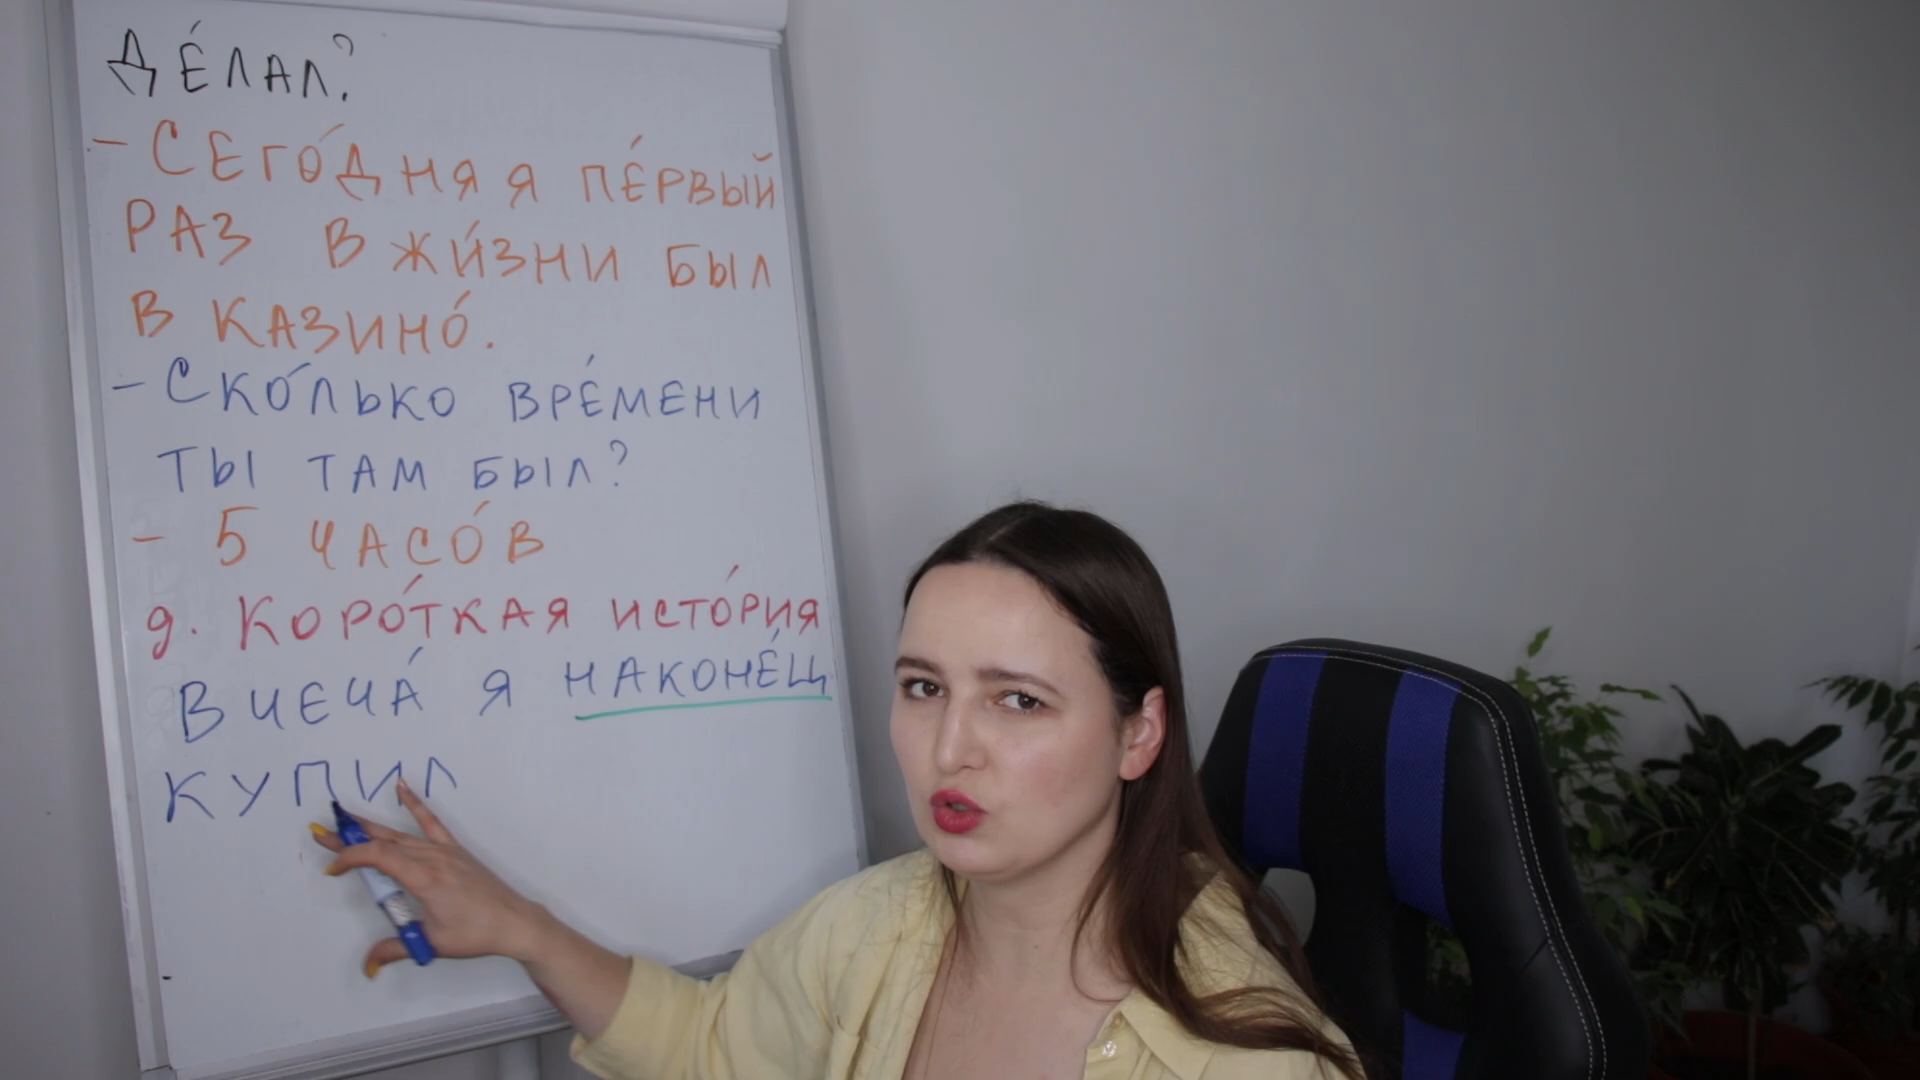 ДЕ́ЛАЛ?
- СЕГО́ДНЯ Я ПЕ́РВЫЙ
РАЗ В ЖИ́ЗНИ БЫЛ
В КАЗИНО́.
- СКО́ЛЬКО ВРЕ́МЕНИ
ТЫ ТАМ БЫЛ?
- 5 ЧАСО́В
9. КОРО́ТКАЯ ИСТО́РИЯ
ВЧЕЧА́ Я НАКОНЕ́Ц
КУПИЛ